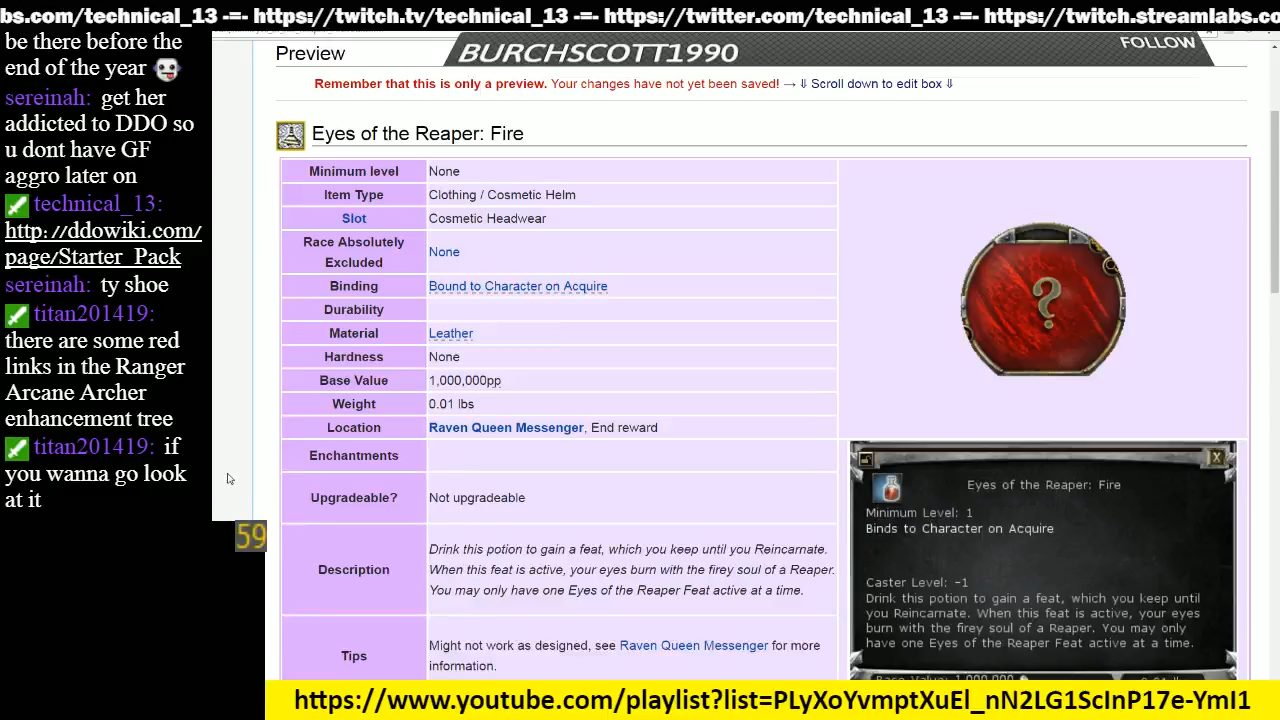 bs.com/technical_13 -=- https://twitch.tv/technical_13 -=- https://twitter.com/technical_13 -=- https://twitch.streamlabs.co
be there before the
end of the year
sereinah: get her
addicted to DDO so
u dont have GF
aggro later on
technical_13:
http://ddowiki.com/
page/Starter_Pack
sereinah: ty shoe
titan201419:
there are some red
links in the Ranger
Arcane Archer
enhancement tree
titan201419: if
you wanna go look
at it
59
Preview
BURCHSCOTT1990
FOLLOW
Remember that this is only a preview. Your changes have not yet been saved! → ⇓ Scroll down to edit box ⇓
Eyes of the Reaper: Fire
Minimum level None
Item Type Clothing / Cosmetic Helm
Slot Cosmetic Headwear
Race Absolutely
Excluded None
Binding Bound to Character on Acquire
Durability
Material Leather
Hardness None
Base Value 1,000,000pp
Weight 0.01 lbs
Location Raven Queen Messenger, End reward
Enchantments
Upgradeable? Not upgradeable
Description Drink this potion to gain a feat, which you keep until you Reincarnate.
When this feat is active, your eyes burn with the firey soul of a Reaper.
You may only have one Eyes of the Reaper Feat active at a time.
Tips Might not work as designed, see Raven Queen Messenger for more
information.
?
X
Eyes of the Reaper: Fire
Minimum Level: 1
Binds to Character on Acquire
Caster Level: -1
Drink this potion to gain a feat, which you keep until
you Reincarnate. When this feat is active, your eyes
burn with the firey soul of a Reaper. You may only
have one Eyes of the Reaper Feat active at a time.
Base Value: 1,000,000 0.01 lbs
https://www.youtube.com/playlist?list=PLyXoYvmptXuEl_nN2LG1ScInP17e-YmI1